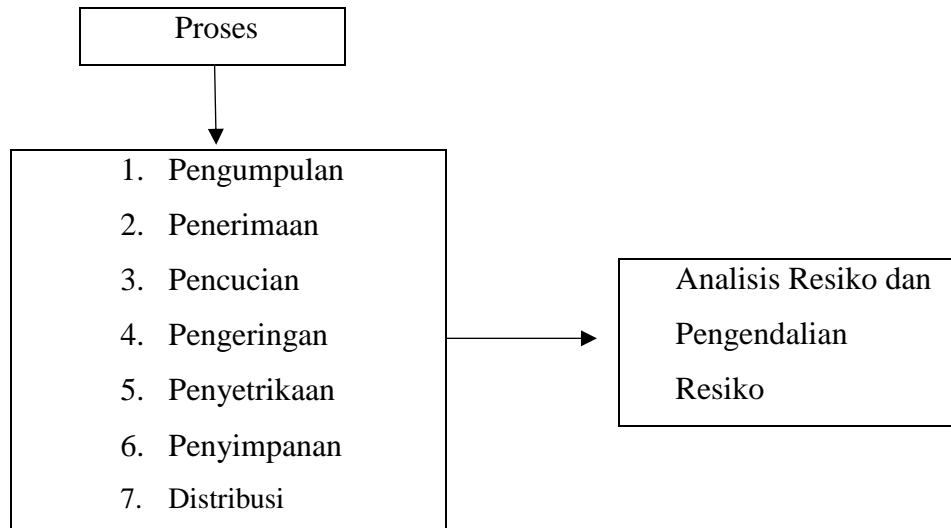 Proses
1. Pengumpulan
2. Penerimaan
3. Pencucian
4. Pengeringan
5. Penyetrikaan
6. Penyimpanan
7. Distribusi
Analisis Resiko dan
Pengendalian
Resiko